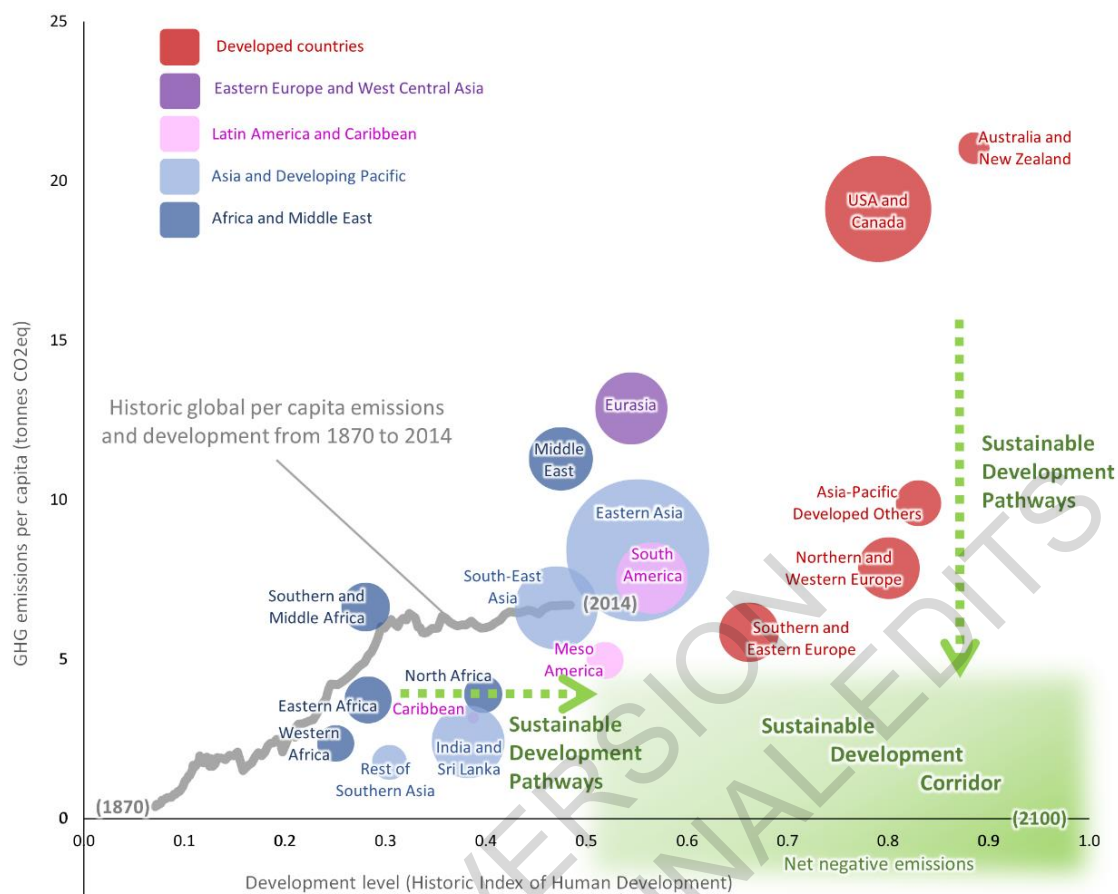 25
20
15
10
5
0
GHG emissions per capita (tonnes CO2eq)
Developed countries
Eastern Europe and West Central Asia
Latin America and Caribbean
Asia and Developing Pacific
Africa and Middle East
Australia and
New Zealand
USA and
Canada
Historic global per capita emissions
and development from 1870 to 2014
Eurasia
Middle
East
Sustainable
Development
Pathways
Asia-Pacific
Developed Others
Eastern Asia
South
America
Northern and
Western Europe
South-East
Asia
(2014)
Southern and
Middle Africa
Southern and
Eastern Europe
Meso
America
North Africa
Eastern Africa
Caribbean
Western
Africa
India and
Sri Lanka
Rest of
Southern Asia
Sustainable
Development
Pathways
Sustainable
Development
Corridor
(1870)
(2100)
0.0 0.1 0.2 0.3 0.4 0.5 0.6 0.7 0.8 0.9 1.0
Net negative emissions
Development level (Historic Index of Human Development)
VERSION
NAL EDITS